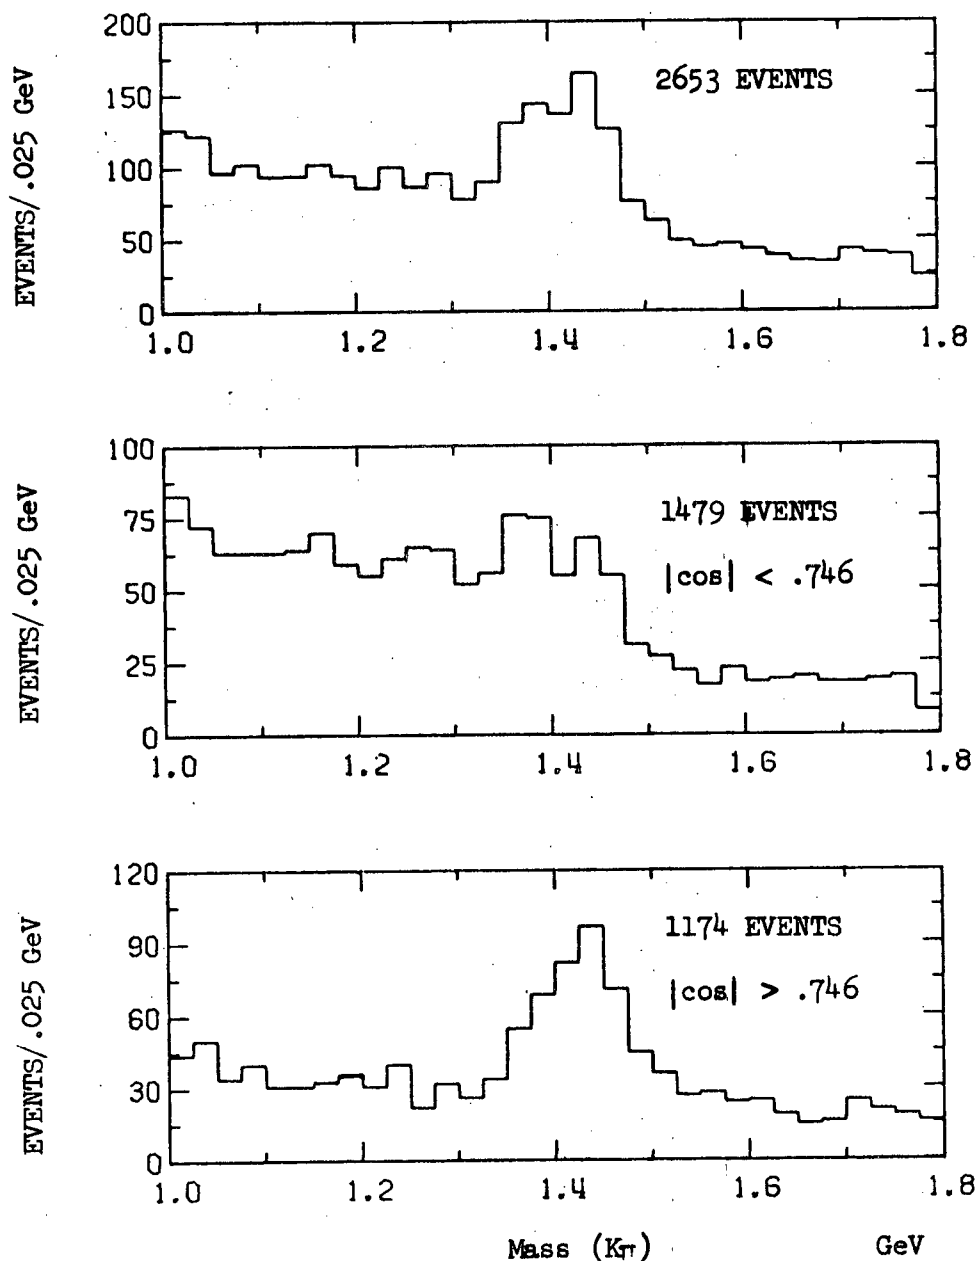 200
150
100
50
0
EVENTS/.025 GeV
2653 EVENTS
1.0 1.2 1.4 1.6 1.8
100
75
50
25
0
EVENTS/.025 GeV
1479 EVENTS
|cos| < .746
1.0 1.2 1.4 1.6 1.8
120
90
60
30
0
EVENTS/.025 GeV
1174 EVENTS
|cos| > .746
1.0 1.2 1.4 1.6 1.8
Mass (Kπ) GeV